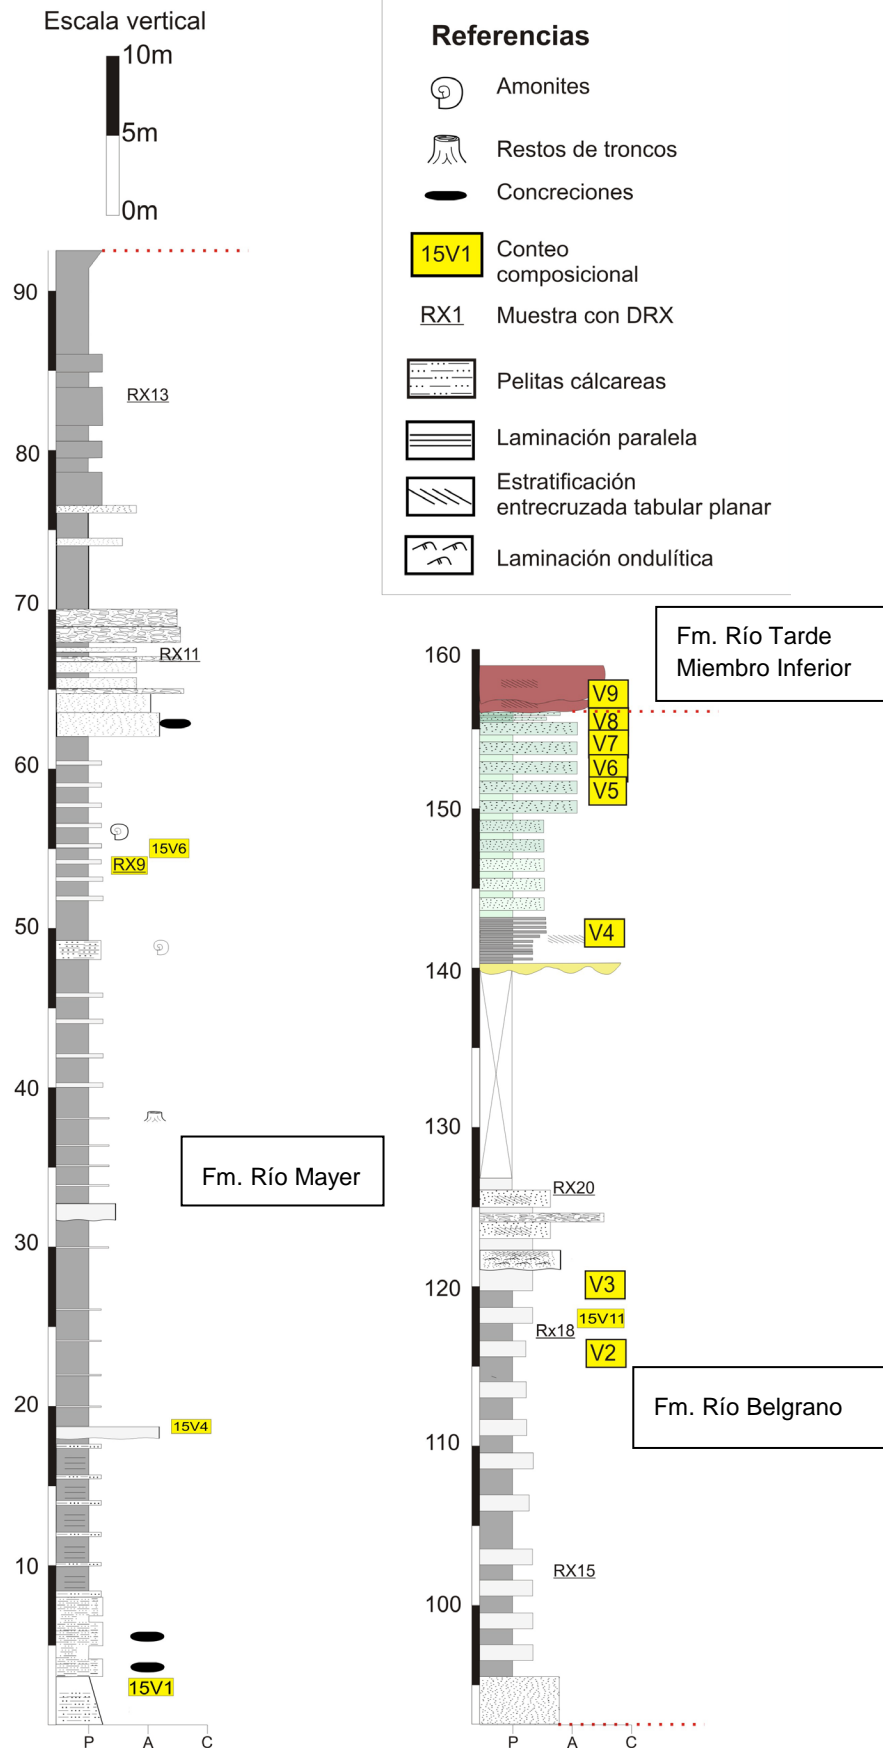 Escala vertical
10m
5m
0m
Referencias
Amonites
Restos de troncos
Concreciones
15V1 Conteo
composicional
RX1 Muestra con DRX
Pelitas cálcareas
Laminación paralela
Estratificación
entrecruzada tabular planar
Laminación ondulítica
90
RX13
80
70
RX11
60
15V6
RX9
50
40
Fm. Río Mayer
30
20
15V4
10
15V1
P A C
Fm. Río Tarde
Miembro Inferior
160
V9
V8
V7
V6
V5
150
V4
140
130
RX20
120
V3
15V11
Rx18
V2
Fm. Río Belgrano
110
RX15
100
P A C